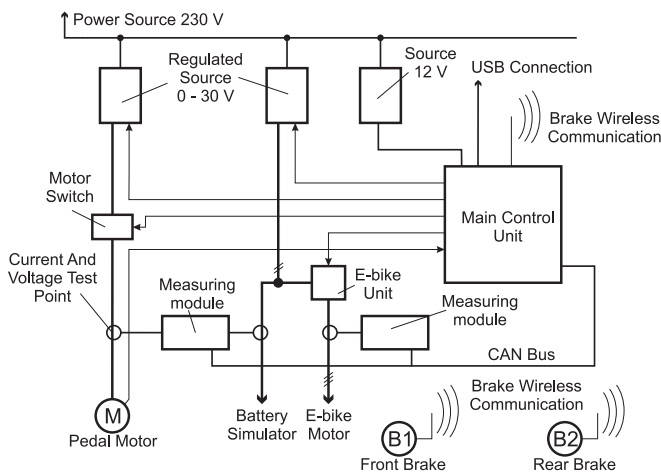 Power Source 230 V
Regulated
Source
0 - 30 V
Source
12 V
USB Connection
Brake Wireless
Communication
Motor
Switch
Main Control
Unit
Current And
Voltage Test
Point
Measuring
module
E-bike
Unit
Measuring
module
CAN Bus
M
Pedal Motor
Battery
Simulator
E-bike
Motor
Brake Wireless
Communication
B1
Front Brake
B2
Rear Brake